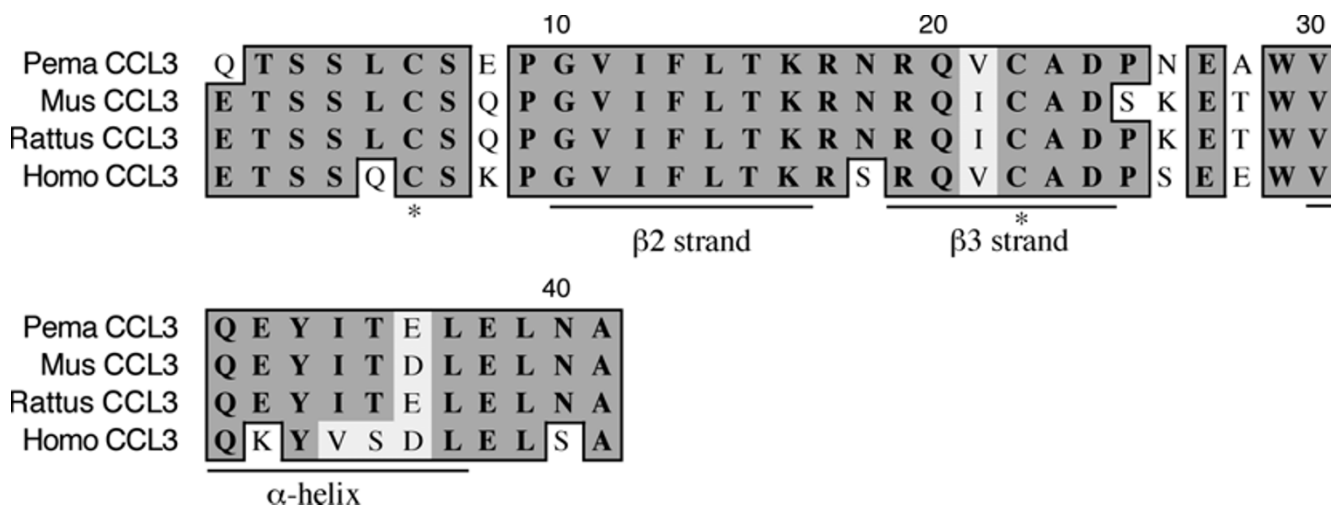 10 20 30
Pema CCL3 Q T S S L C S E P G V I F L T K R N R Q V C A D P N E A W V
Mus CCL3 E T S S L C S Q P G V I F L T K R N R Q I C A D S K E T W V
Rattus CCL3 E T S S L C S Q P G V I F L T K R N R Q I C A D P K E T W V
Homo CCL3 E T S S Q C S K P G V I F L T K R S R Q V C A D P S E E W V
* *
β2 strand β3 strand
40
Pema CCL3 Q E Y I T E L E L N A
Mus CCL3 Q E Y I T D L E L N A
Rattus CCL3 Q E Y I T E L E L N A
Homo CCL3 Q K Y V S D L E L S A
α-helix